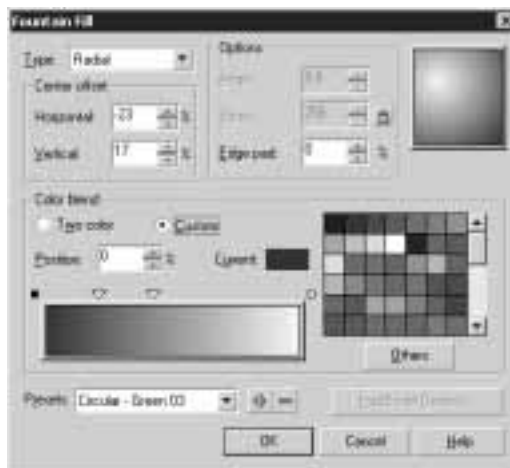 Fountain Fill
Type: Radial
Options
Center offset
Horizontal: -23 %
Vertical: 17 %
Edge pad: 0 %
Color blend
Two color
Custom
Position: 0 %
Current:
Others
Presets: Circular - Green 03
OK
Cancel
Help